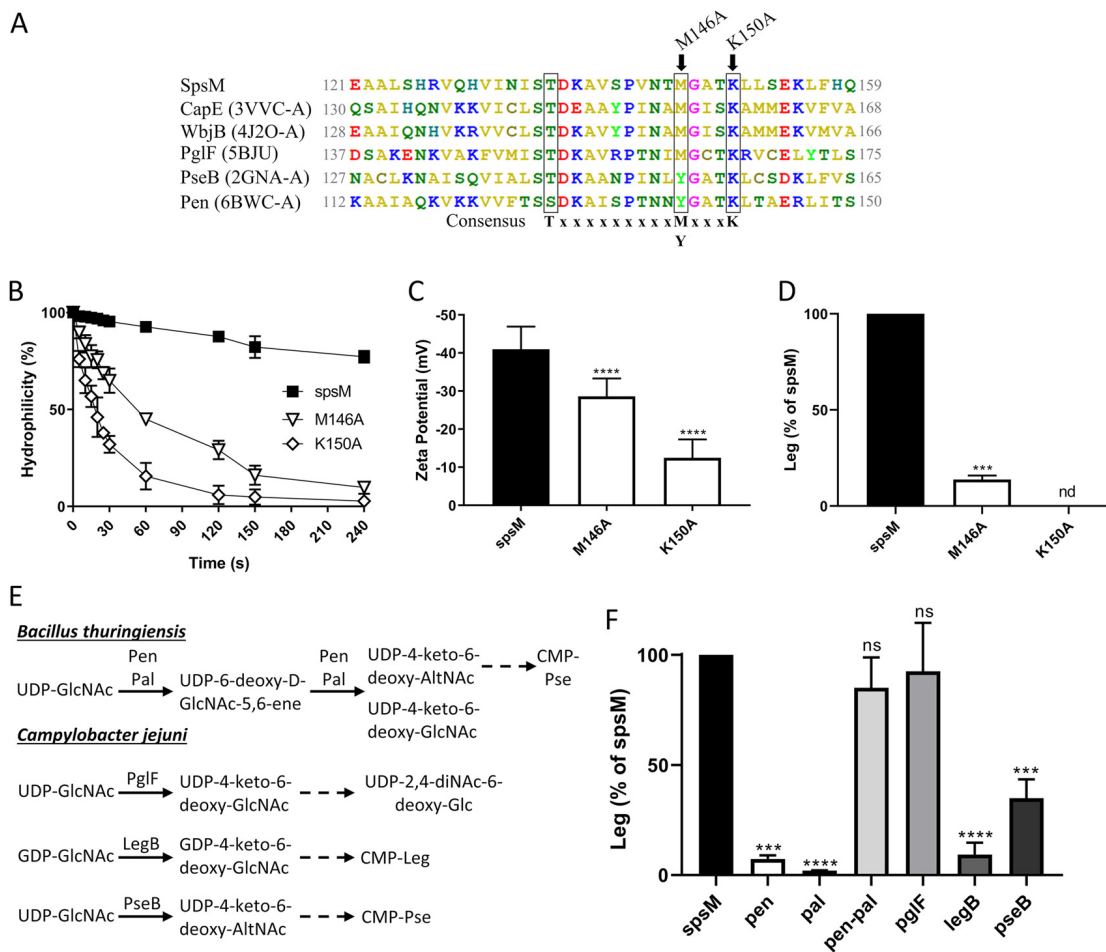 A
M146A
K150A
SpsM 121 EAALSHRVQHVINISTDKAVSPVNTMGATKLLSEKLFHQ 159
CapE (3VVC-A) 130 QSAIHQNVKKVICLSTDEAAYPINAMGISKAMMEKVFVA 168
WbjB (4J2O-A) 128 EAAIQNHVKRVVCLSTDKAVYPINAMGISKAMMEKVMVA 166
PglF (5BJU) 137 DSAKENKVAKFVMISTDKAVRPTNIMGCTKRVCELYTLS 175
PseB (2GNA-A) 127 NACLKNAISQVIALSTDKAANPINLYGATKLCSDKLFVS 165
Pen (6BWC-A) 112 KAAIAQKVKKVVFTSSDKAISPTNNYGATKLTAERLITS 150
Consensus T x x x x x x x x x M x x x K
Y
B
Hydrophilicity (%)
100
50
0
spsM
M146A
K150A
0 30 60 90 120 150 180 210 240
Time (s)
C
Zeta Potential (mV)
-50
-40
-30
-20
-10
0
****
****
spsM
M146A
K150A
D
Leg (% of spsM)
100
50
0
***
nd
spsM
M146A
K150A
E
Bacillus thuringiensis
UDP-GlcNAc
Pen
Pal
UDP-6-deoxy-D-
GlcNAc-5,6-ene
Pen
Pal
UDP-4-keto-6-
deoxy-AltNAc
UDP-4-keto-6-
deoxy-GlcNAc
CMP-
Pse
Campylobacter jejuni
UDP-GlcNAc
PglF
UDP-4-keto-6-
deoxy-GlcNAc
UDP-2,4-diNAc-6-
deoxy-Glc
GDP-GlcNAc
LegB
GDP-4-keto-6-
deoxy-GlcNAc
CMP-Leg
UDP-GlcNAc
PseB
UDP-4-keto-6-
deoxy-AltNAc
CMP-Pse
F
Leg (% of spsM)
100
50
0
***
****
ns
ns
****
***
spsM
pen
pal
pen-pal
pglF
legB
pseB